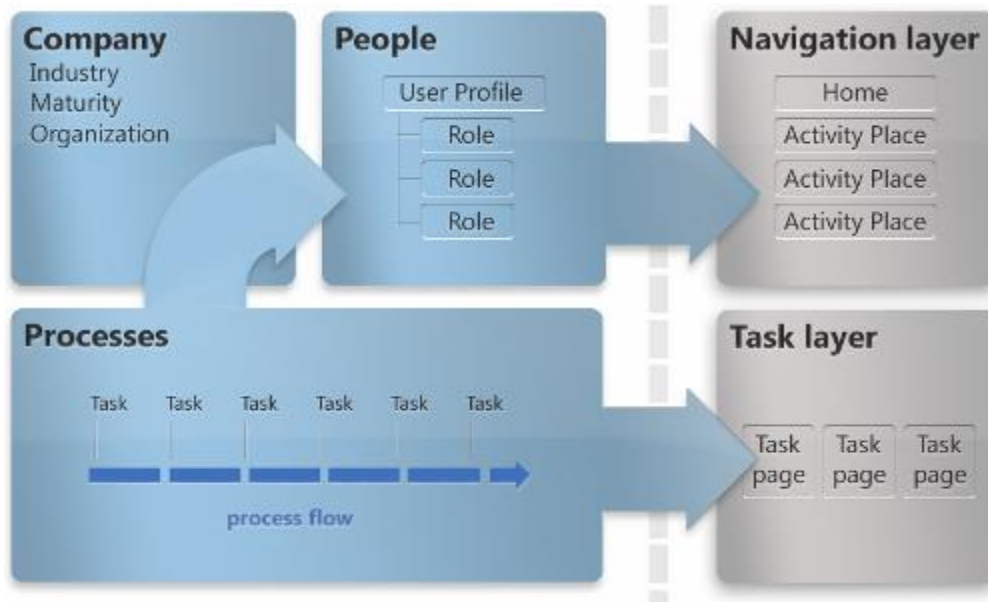 Company
Industry
Maturity
Organization
People
User Profile
Role
Role
Role
Navigation layer
Home
Activity Place
Activity Place
Activity Place
Processes
Task Task Task Task Task Task
process flow
Task layer
Task Task Task
page page page